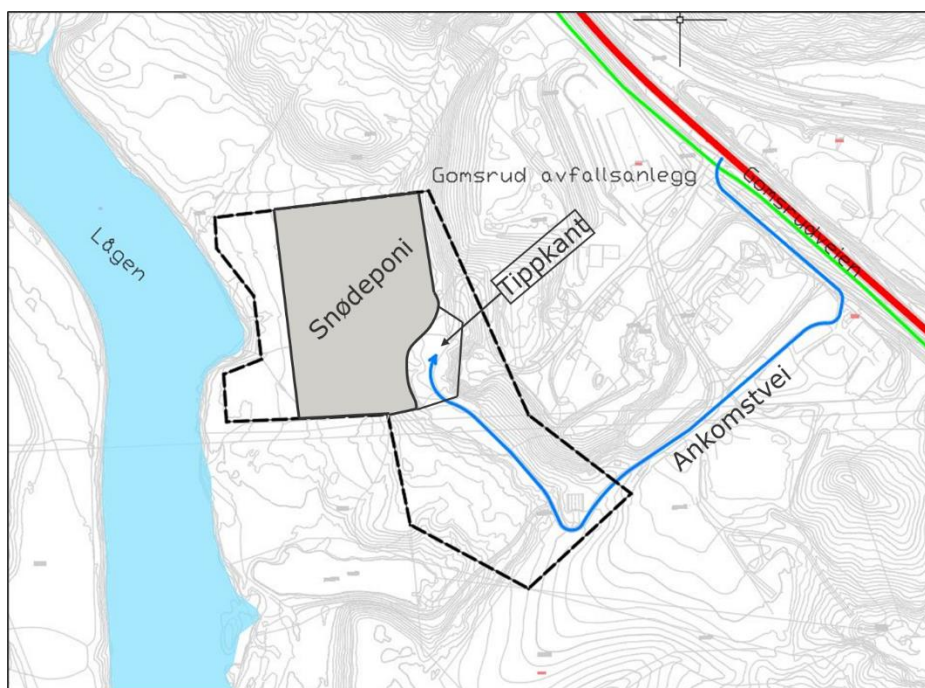 Gomsrud avfallsanlegg
Gomsrudveien
Lågen
Tippkant
Snødeponi
Ankomstvei